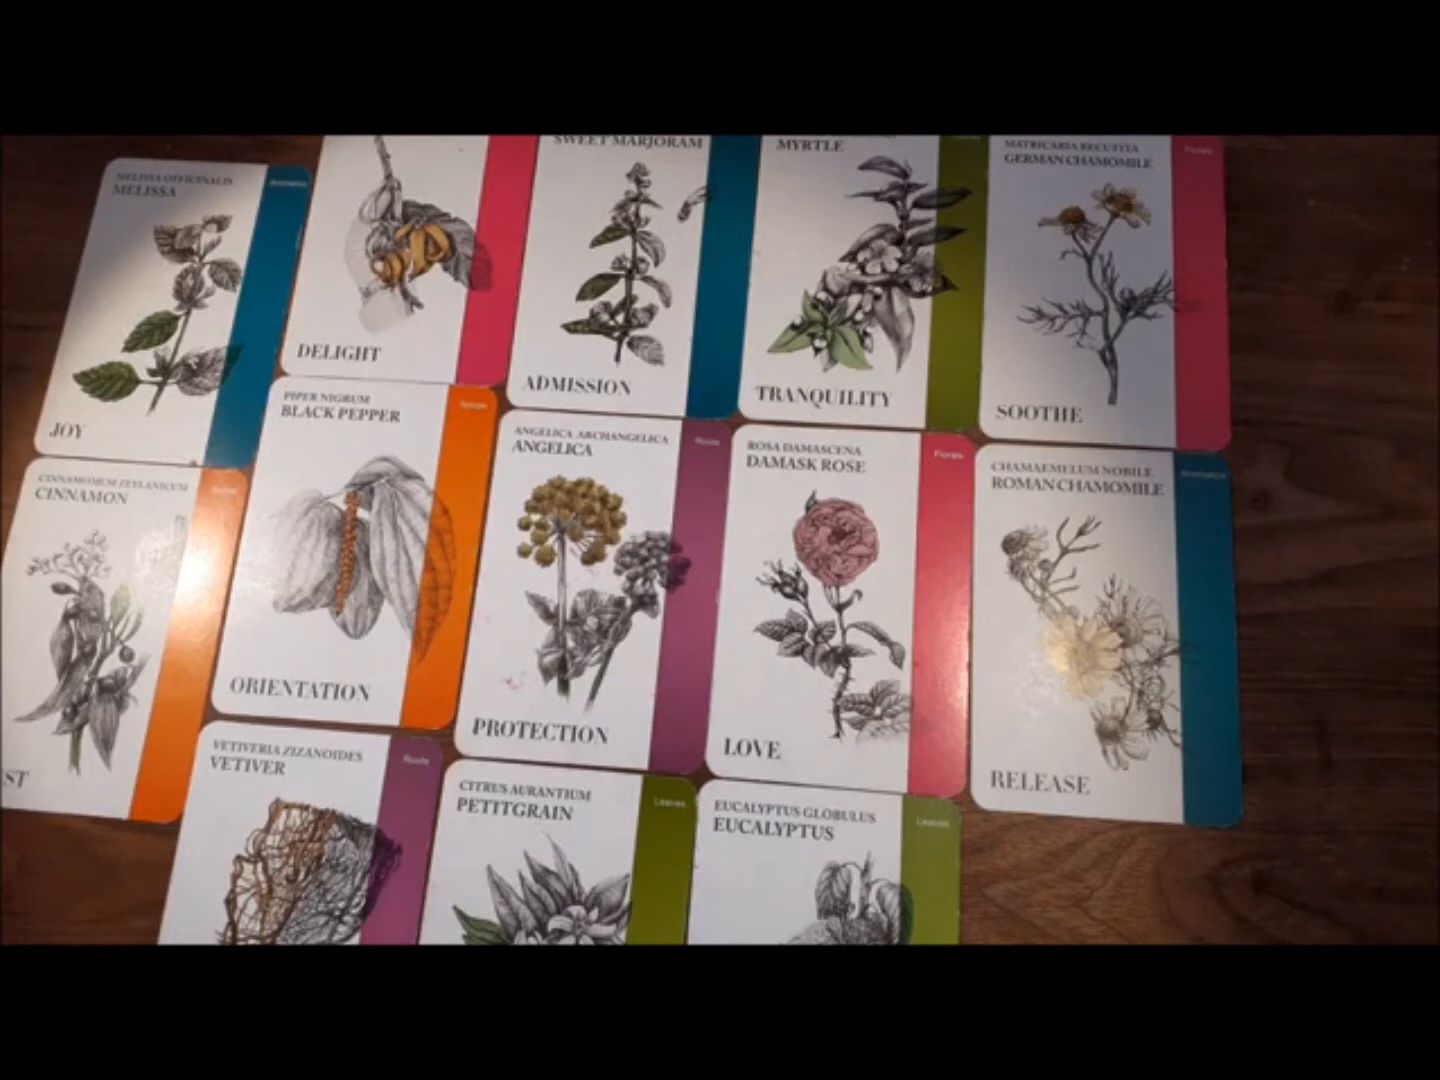 MELISSA OFFICINALIS
MELISSA
Aromatics
JOY
DELIGHT
SWEET MARJORAM
ADMISSION
MYRTLE
TRANQUILITY
MATRICARIA RECUTITA
GERMAN CHAMOMILE
Florals
SOOTHE
CINNAMOMUM ZEYLANICUM
CINNAMON
Spices
ST
PIPER NIGRUM
BLACK PEPPER
Spices
ORIENTATION
ANGELICA ARCHANGELICA
ANGELICA
Roots
PROTECTION
ROSA DAMASCENA
DAMASK ROSE
Florals
LOVE
CHAMAEMELUM NOBILE
ROMAN CHAMOMILE
Aromatics
RELEASE
VETIVERIA ZIZANOIDES
VETIVER
Roots
CITRUS AURANTIUM
PETITGRAIN
Leaves
EUCALYPTUS GLOBULUS
EUCALYPTUS
Leaves